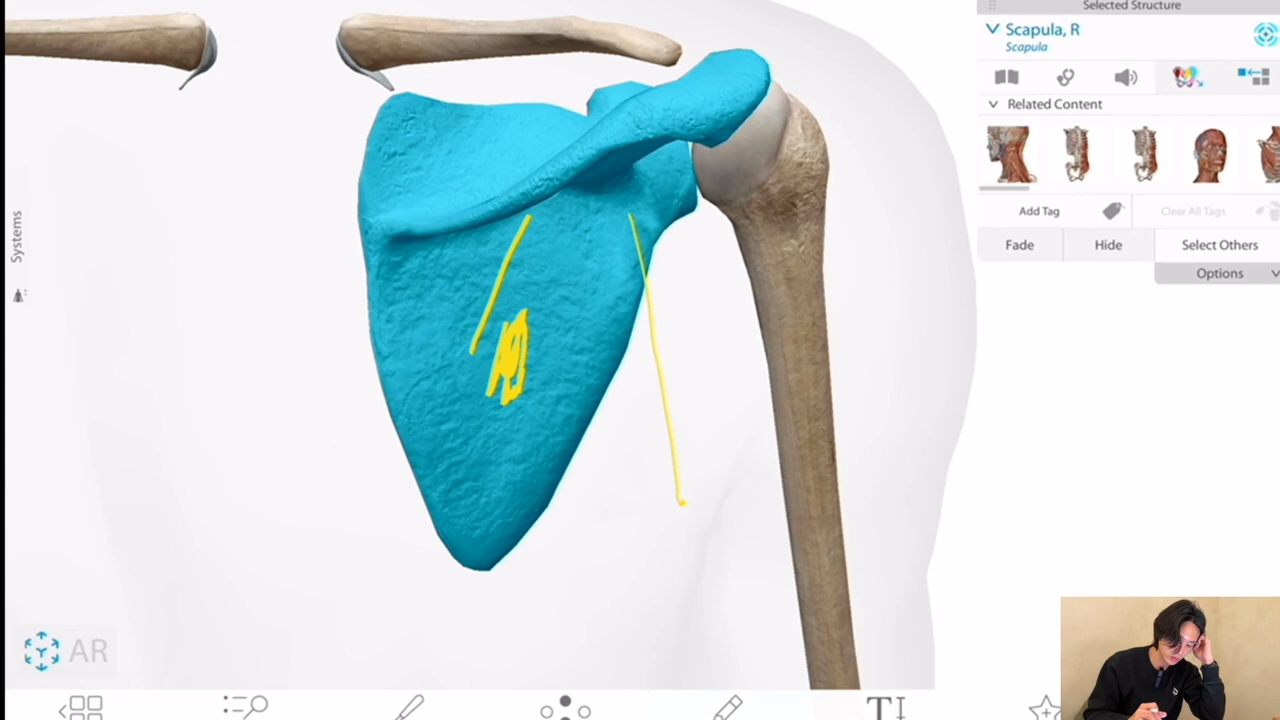 Selected Structure
Scapula, R
Scapula
Related Content
Add Tag
Clear All Tags
Fade
Hide
Select Others
Options
Systems
AR
T